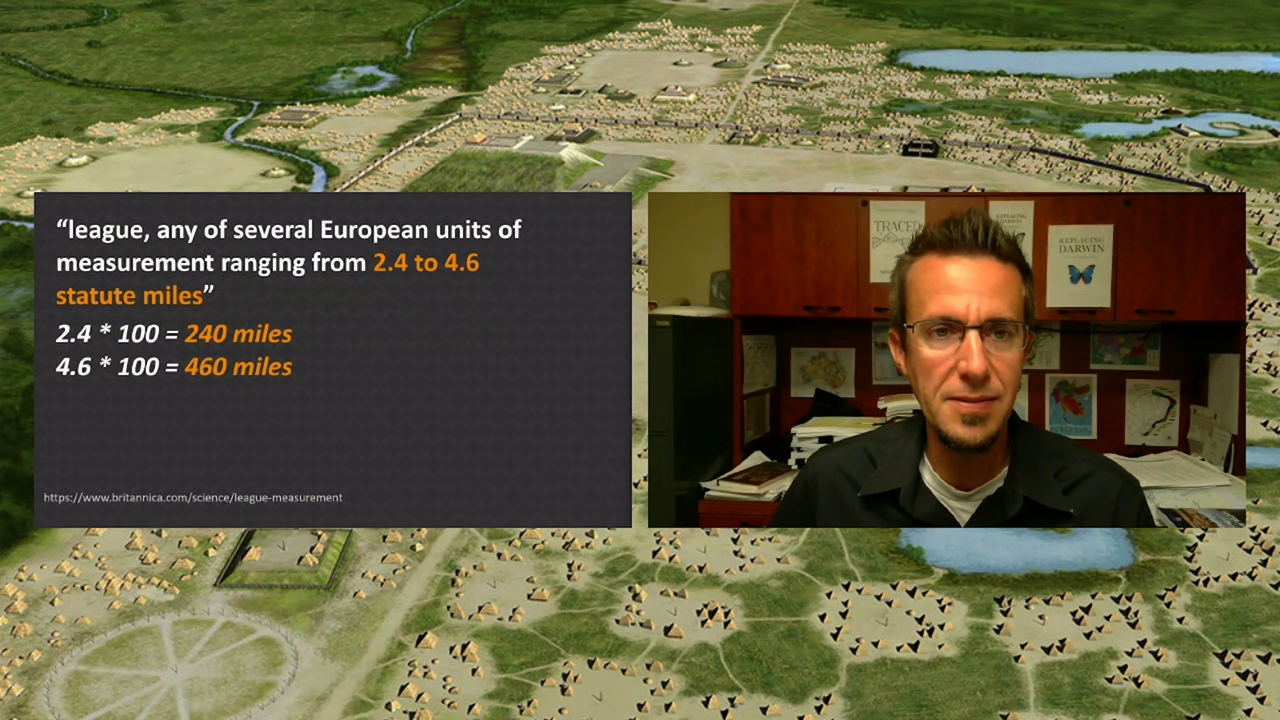 “league, any of several European units of
measurement ranging from 2.4 to 4.6
statute miles”
2.4 * 100 = 240 miles
4.6 * 100 = 460 miles
https://www.britannica.com/science/league-measurement
TRACED
REPLACING
REPLACING
DARWIN